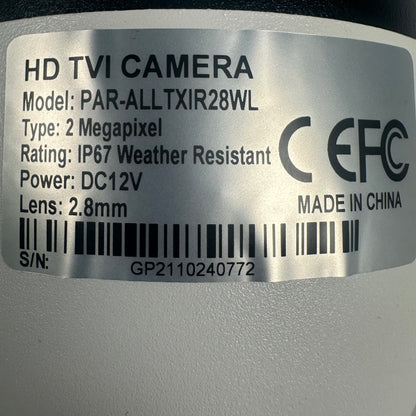 HD TVI CAMERA
Model: PAR-ALLTXIR28WL
Type: 2 Megapixel
Rating: IP67 Weather Resistant
Power: DC12V
Lens: 2.8mm
CE FC
MADE IN CHINA
S/N:
GP2110240772